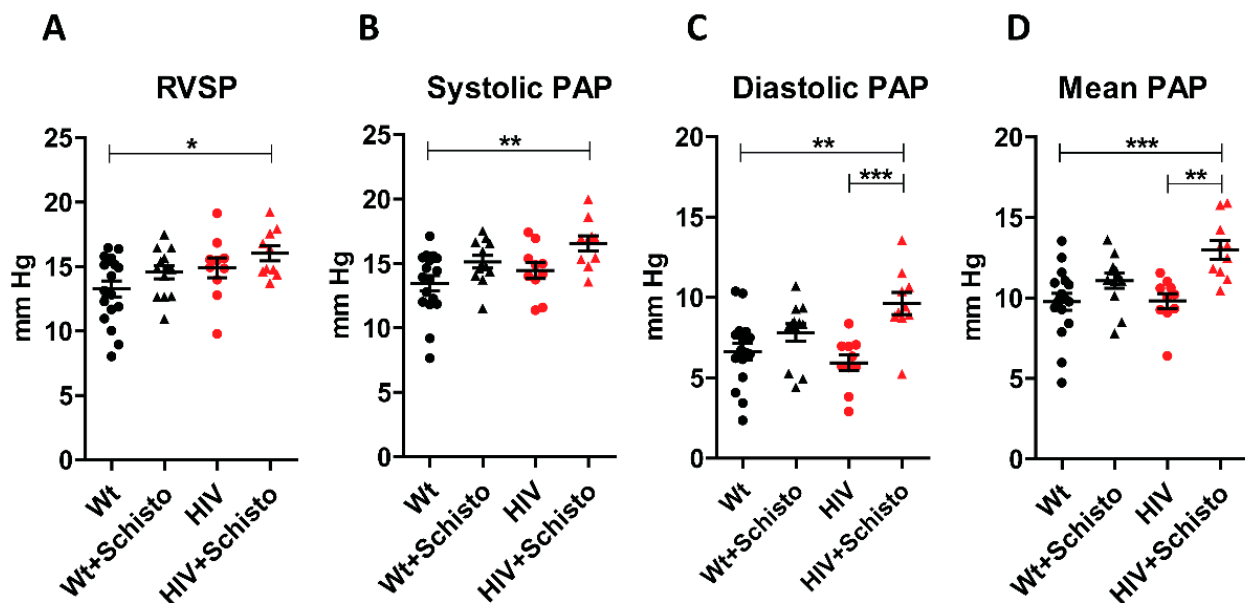 A
RVSP
mm Hg
25
20
15
10
5
0
*
Wt
Wt+Schisto
HIV
HIV+Schisto
B
Systolic PAP
mm Hg
25
20
15
10
5
0
**
Wt
Wt+Schisto
HIV
HIV+Schisto
C
Diastolic PAP
mm Hg
20
15
10
5
0
**
***
Wt
Wt+Schisto
HIV
HIV+Schisto
D
Mean PAP
mm Hg
20
15
10
5
0
***
**
Wt
Wt+Schisto
HIV
HIV+Schisto